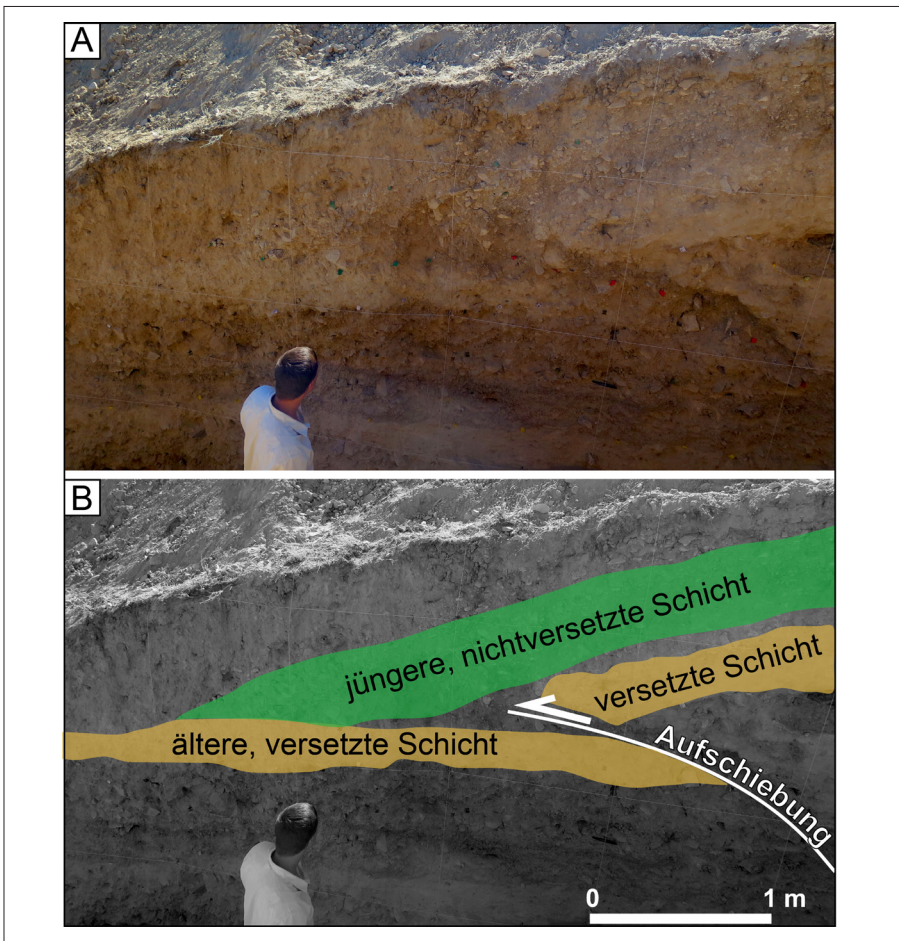 A
B
jüngere, nichtversetzte Schicht
versetzte Schicht
ältere, versetzte Schicht
Aufschiebung
0 1 m